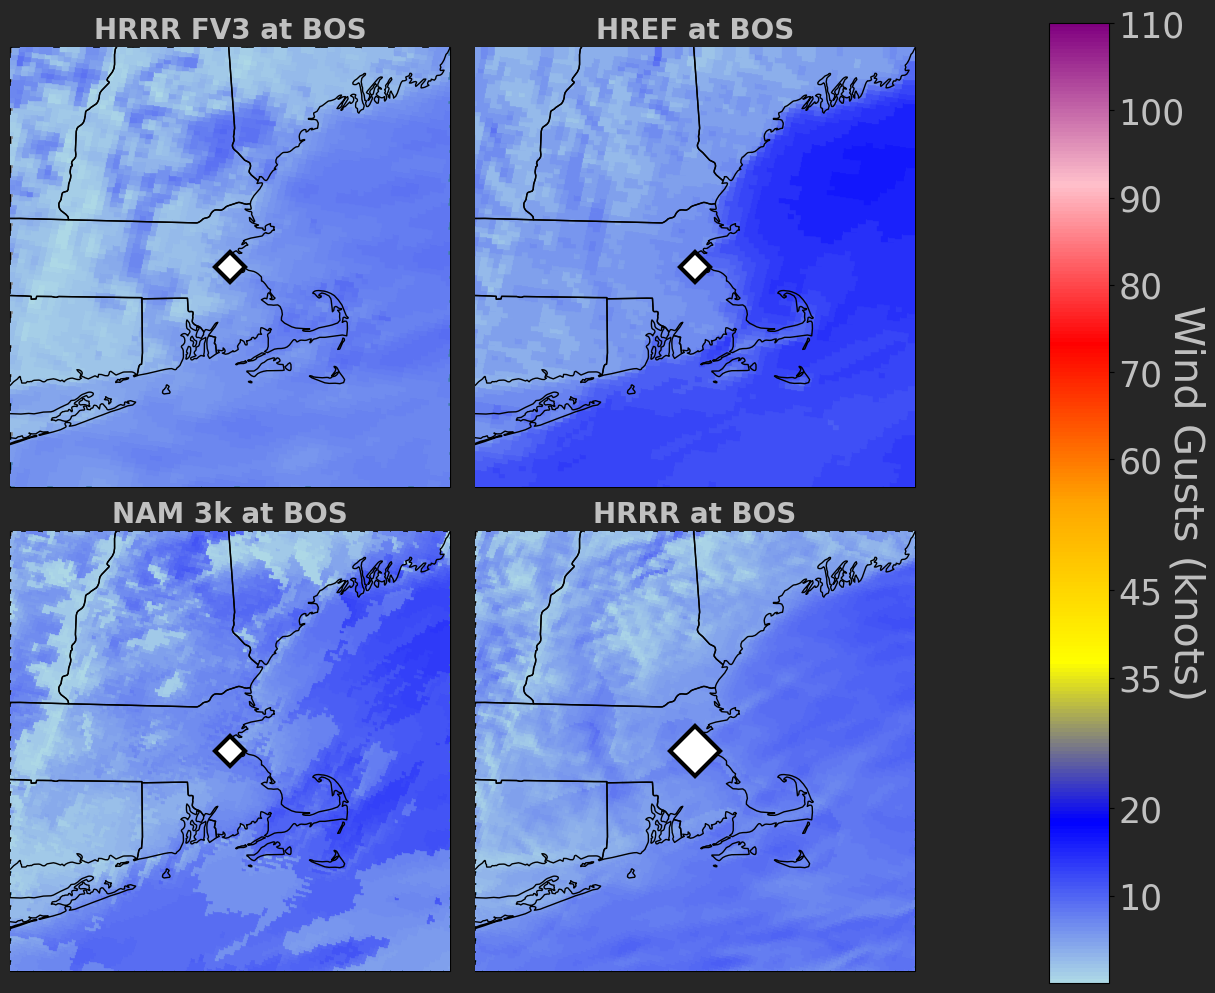 HRRR FV3 at BOS
HREF at BOS
NAM 3k at BOS
HRRR at BOS
110
100
90
80
70
60
45
35
20
10
Wind Gusts (knots)